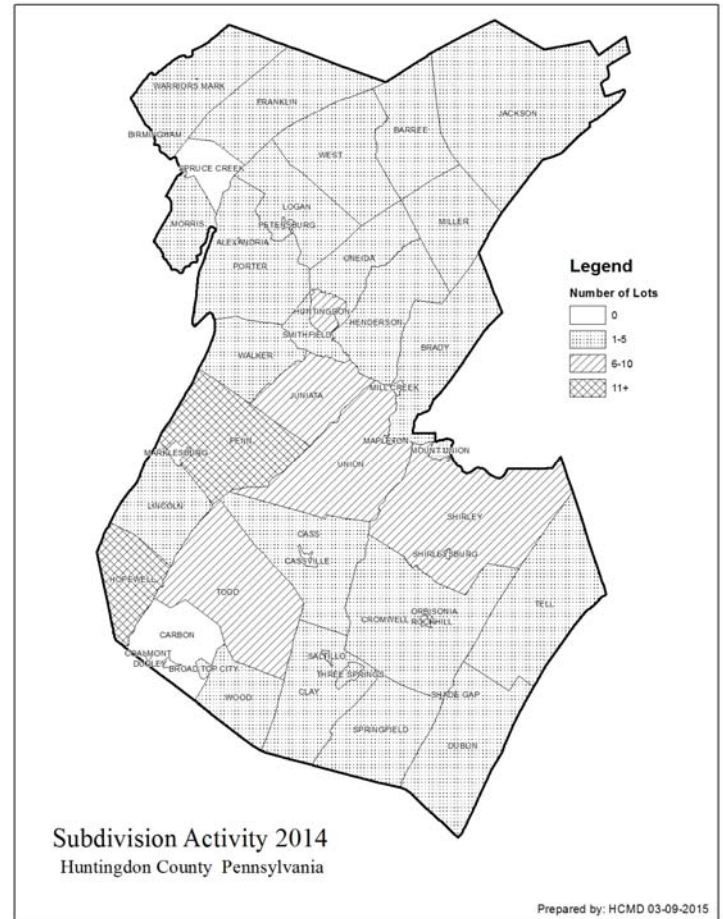 WARRIORS MARK
FRANKLIN
JACKSON
BARREE
BIRMINGHAM
WEST
SPRUCE CREEK
LOGAN
MILLER
MORRIS
PETERSBURG
ALEXANDRIA
ONEIDA
PORTER
Legend
Number of Lots
0
1-5
6-10
11+
HUNTINGDON
HENDERSON
SMITHFIELD
BRADY
WALKER
MILL CREEK
JUNIATA
PENN
MAPLETON
MOUNT UNION
MARKLESBURG
UNION
LINCOLN
SHIRLEY
CASS
SHIRLEYSBURG
CASSVILLE
HOPEWELL
TODD
TELL
ORBISONIA
CROMWELL
ROCKHILL
CARBON
COALMONT
SALTILLO
DUDLEY
BROAD TOP CITY
THREE SPRINGS
WOOD
CLAY
SHADE GAP
SPRINGFIELD
DUBLIN
Subdivision Activity 2014
Huntingdon County Pennsylvania
Prepared by: HCMD 03-09-2015